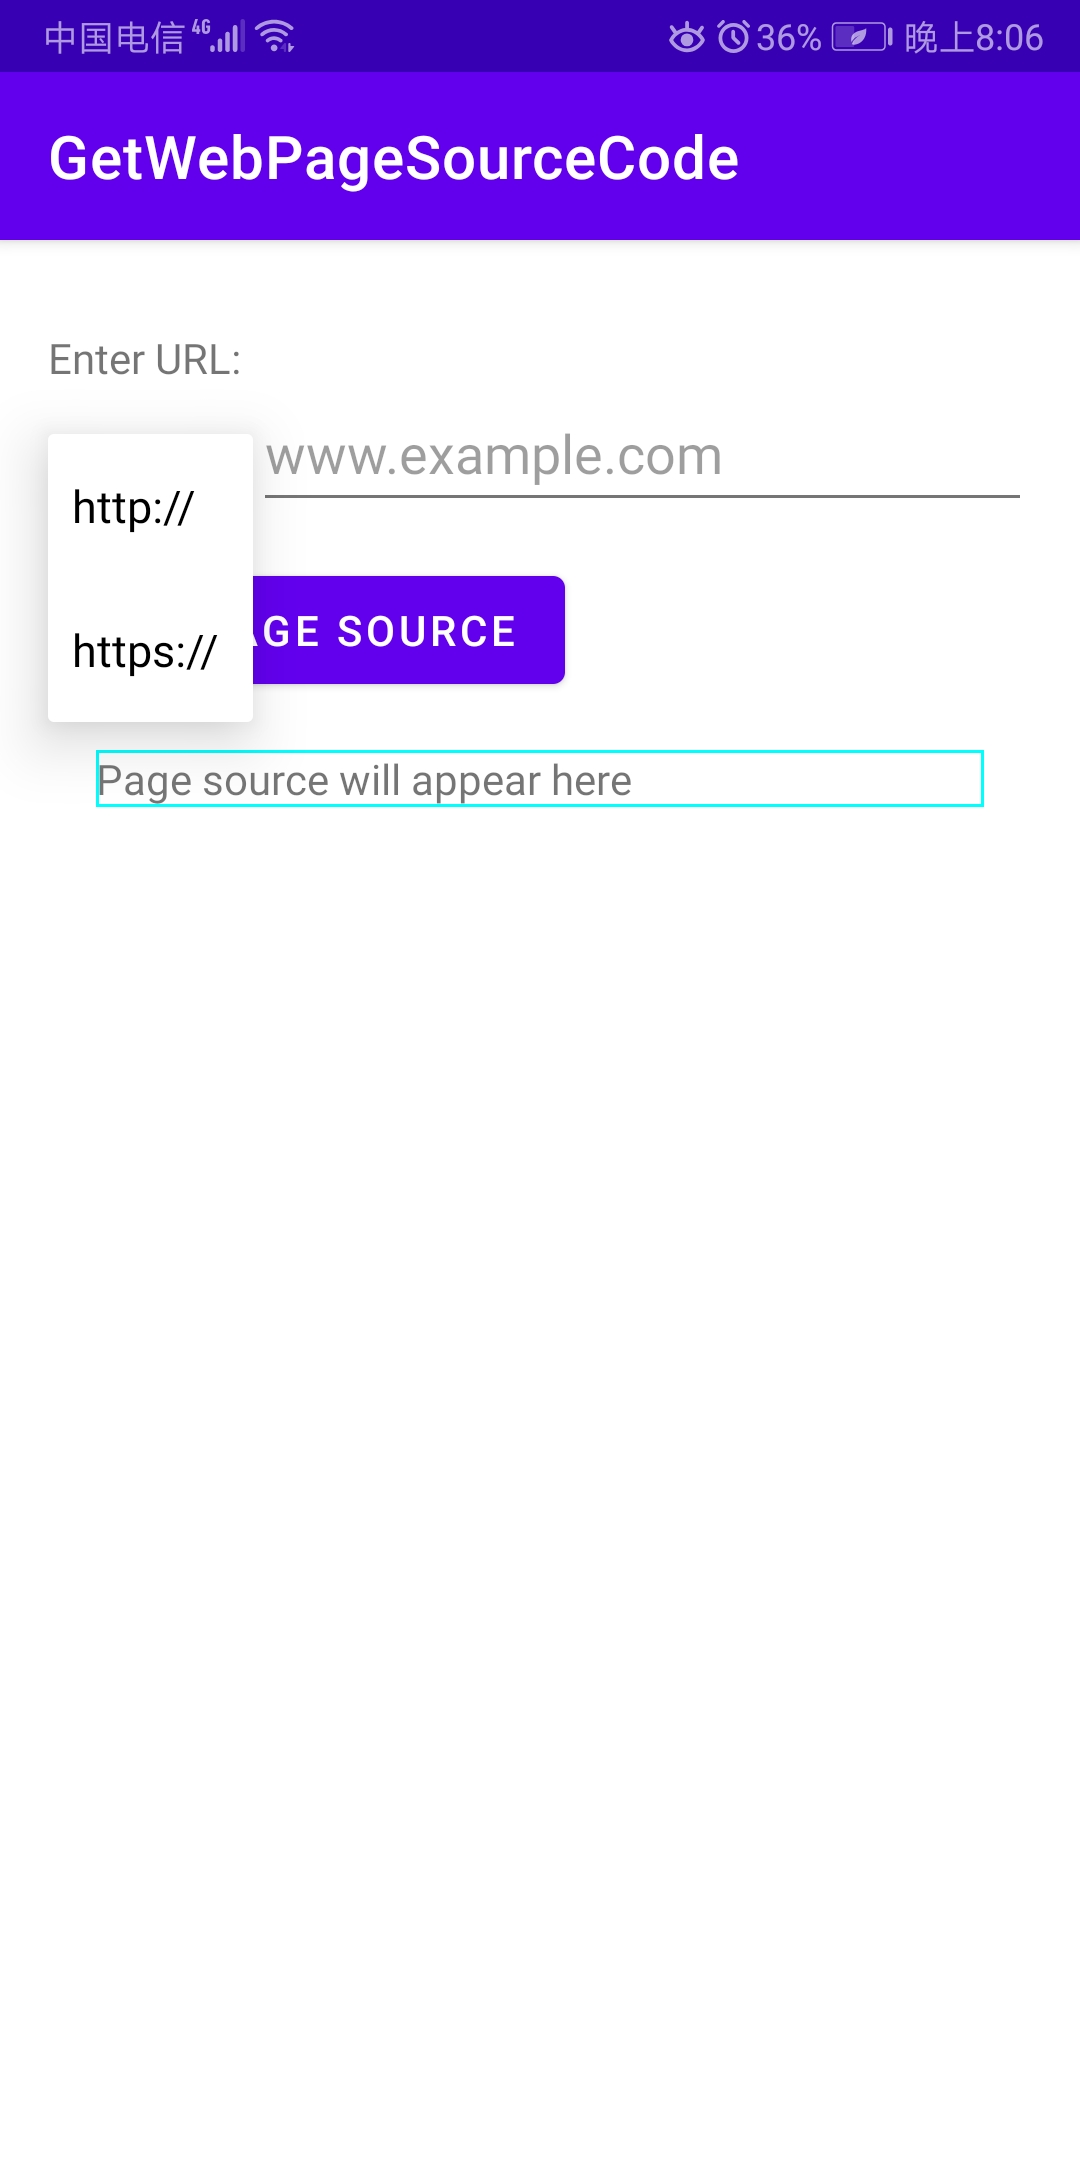 中国电信 4G 36% 晚上8:06
GetWebPageSourceCode
Enter URL:
www.example.com
http://
https://
GE SOURCE
Page source will appear here